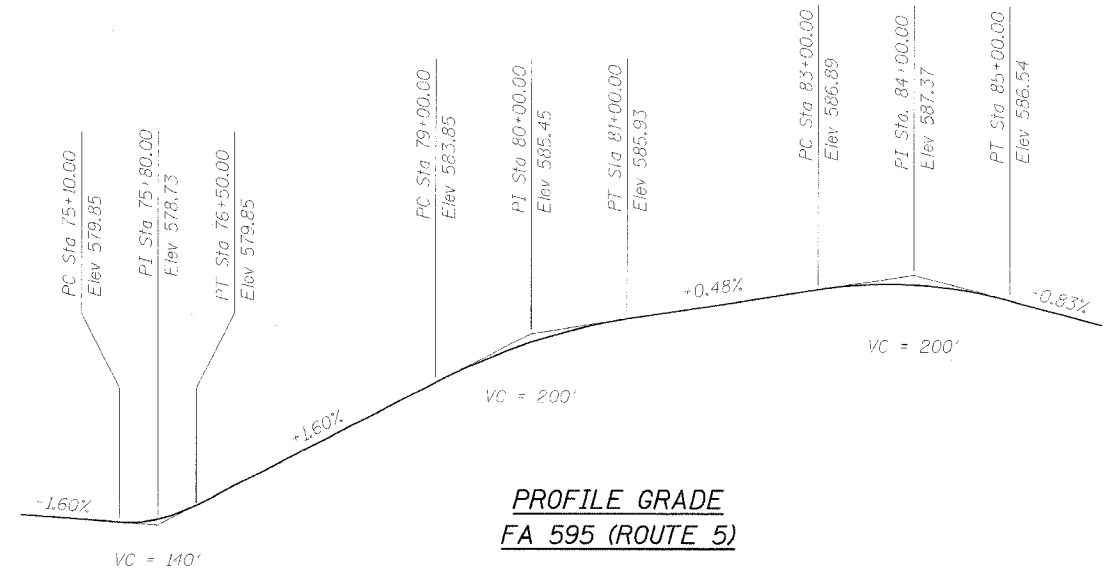 PC Sta 75+10.00
Elev 579.85
PI Sta 75+80.00
Elev 578.73
PT Sta 76+50.00
Elev 579.85
PC Sta 79+00.00
Elev 583.85
PI Sta 80+00.00
Elev 585.45
PT Sta 81+00.00
Elev 585.93
PC Sta 83+00.00
Elev 586.89
PI Sta. 84+00.00
Elev 587.37
PT Sta 85+00.00
Elev 586.54
-1.60%
+1.60%
+0.48%
-0.83%
VC = 140'
VC = 200'
VC = 200'
PROFILE GRADE
FA 595 (ROUTE 5)